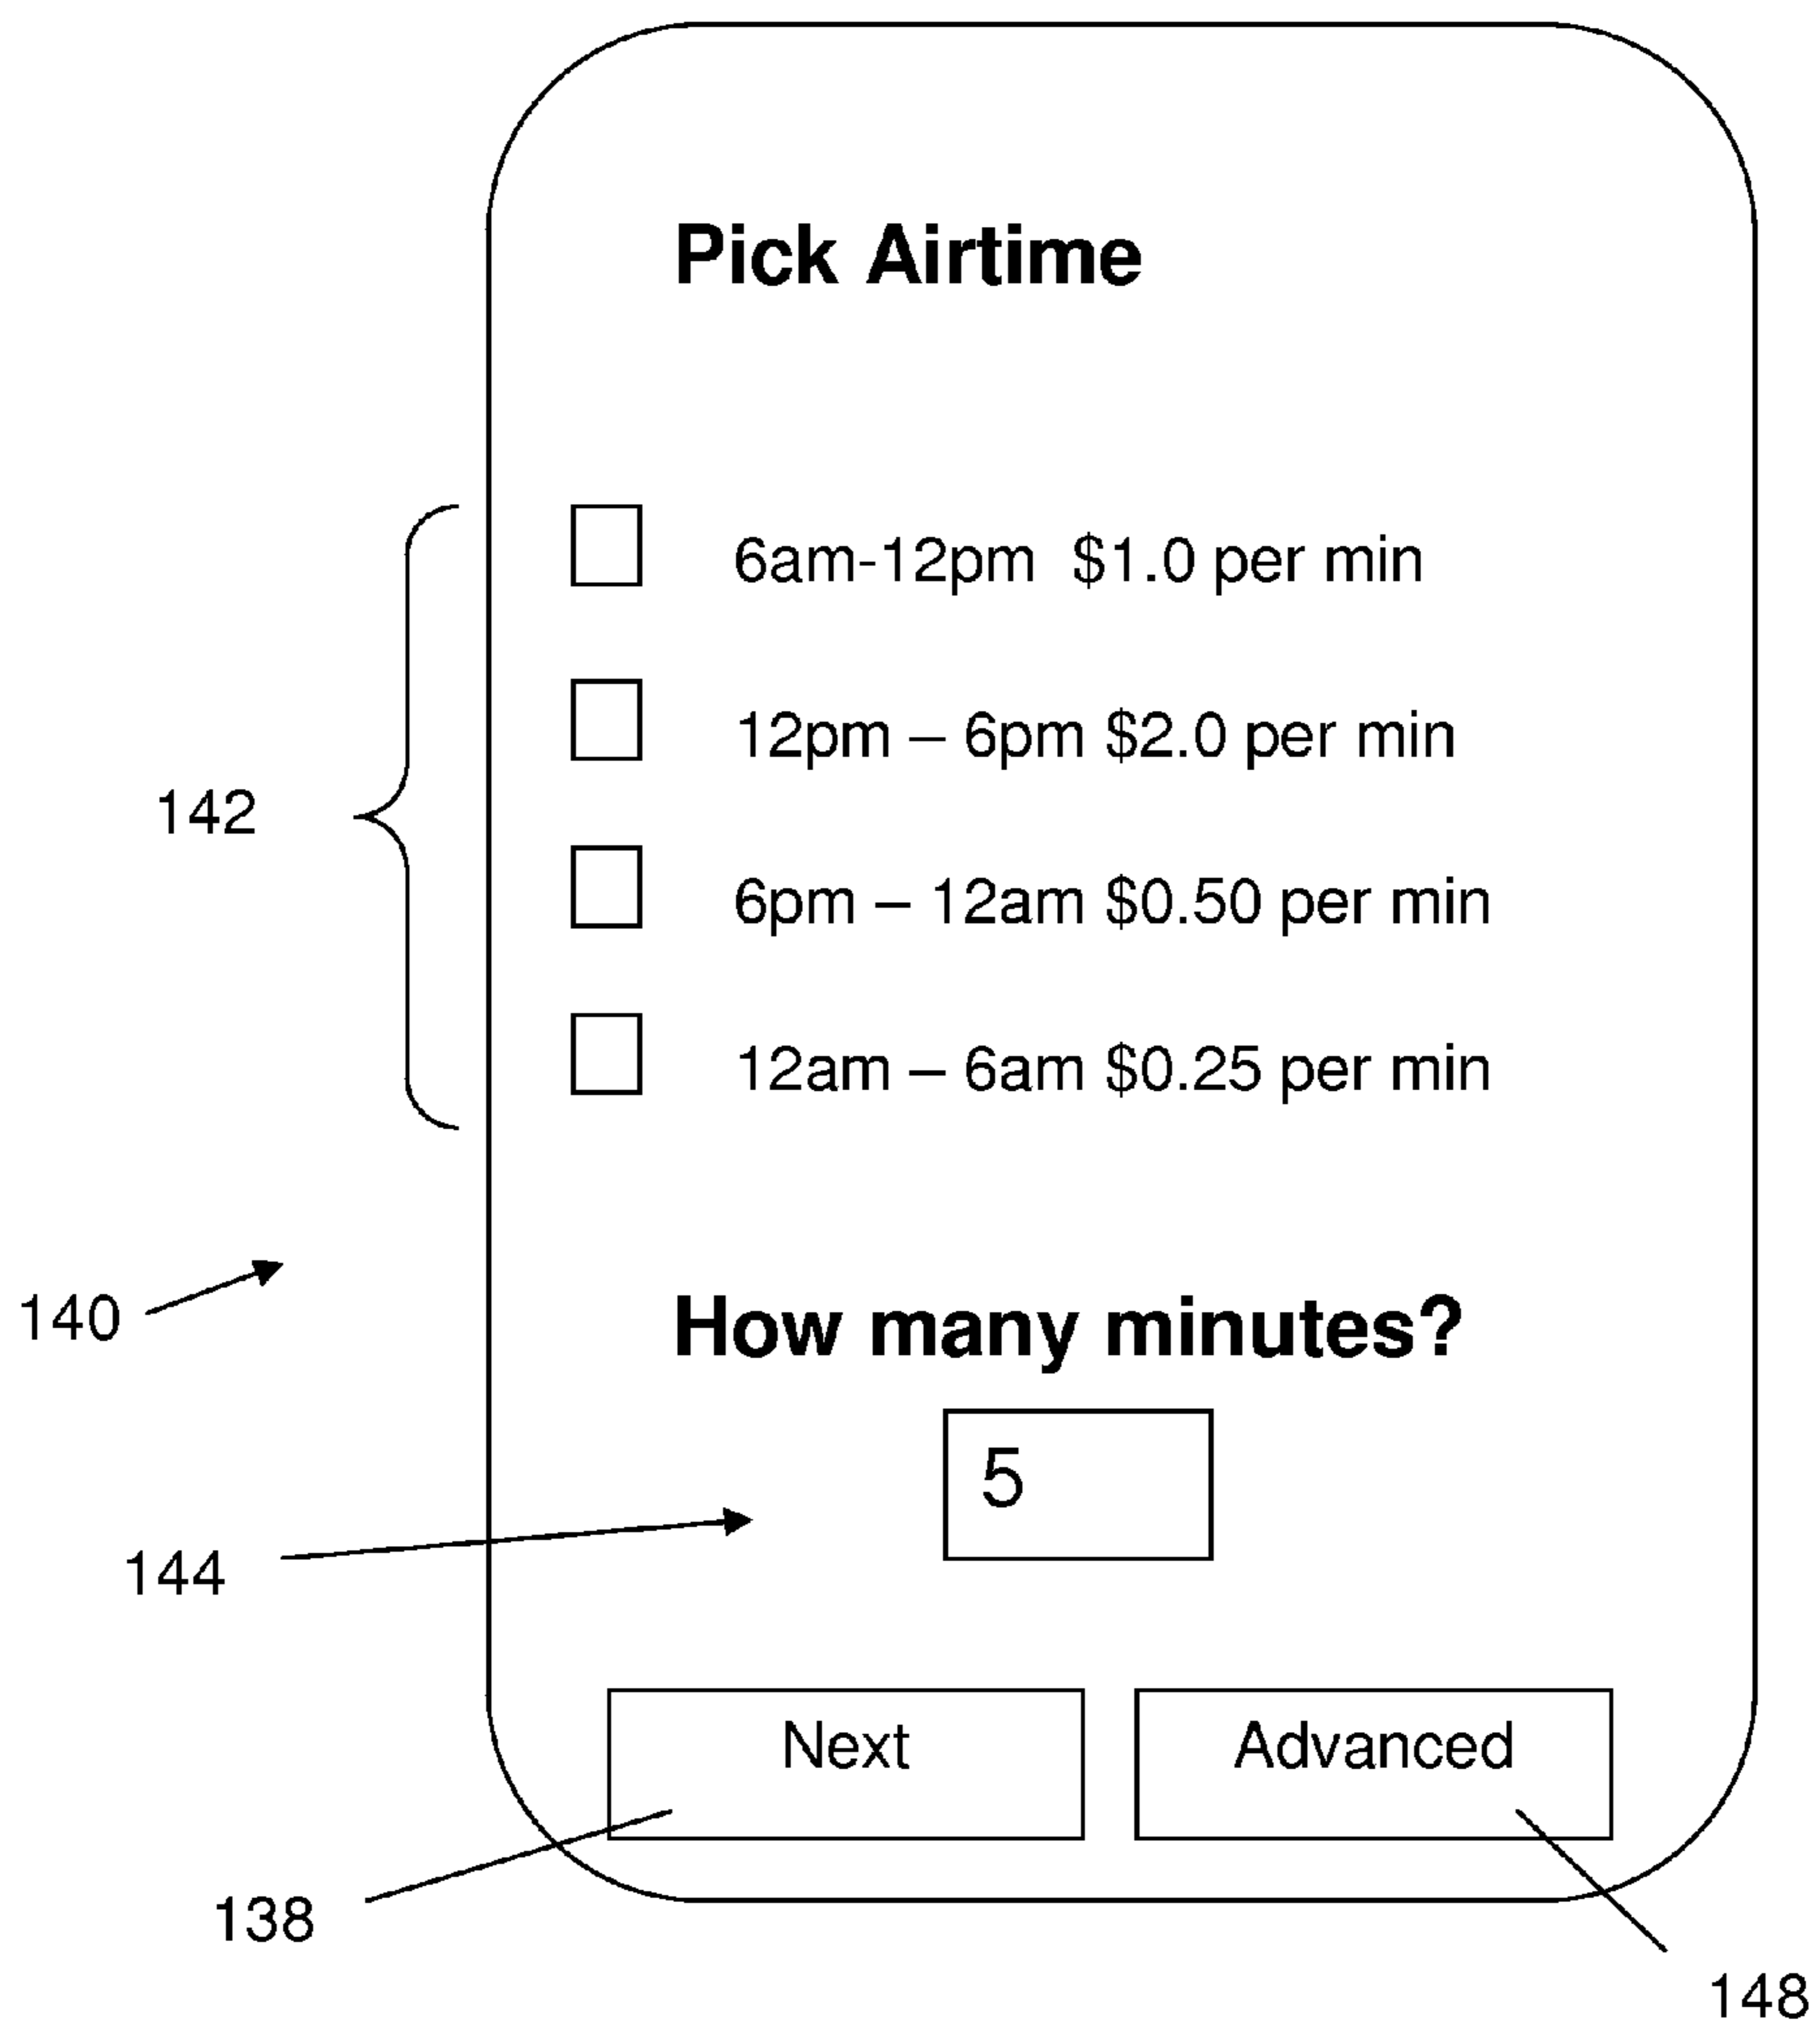 Pick Airtime
6am-12pm $1.0 per min
12pm – 6pm $2.0 per min
142
6pm – 12am $0.50 per min
12am – 6am $0.25 per min
140
How many minutes?
5
144
Next
Advanced
138
148